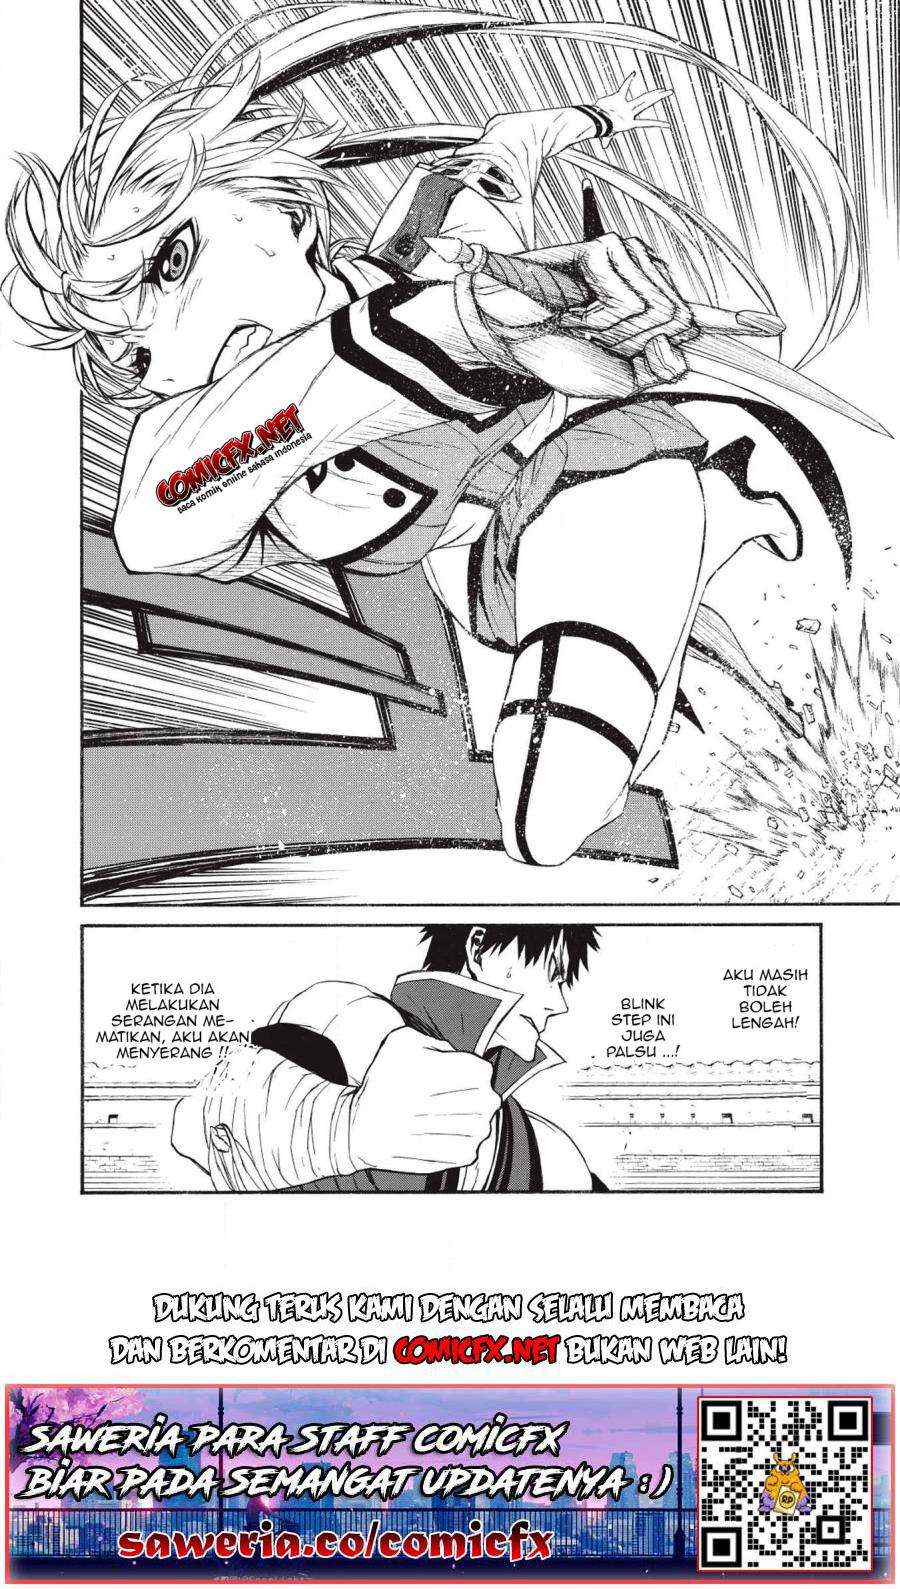 COMICFX.NET
Baca komik online bahasa Indonesia
AKU MASIH
TIDAK
BOLEH
LENGAH!
BLINK
STEP INI
JUGA
PALSU ...!
KETIKA DIA
MELAKUKAN
SERANGAN ME-
MATIKAN, AKU AKAN
MENYERANG !!
DUKUNG TERUS KAMI DENGAN SELALU MEMBACA
DAN BERKOMENTAR DI COMICFX.NET BUKAN WEB LAIN!
SAWERIA PARA STAFF COMICFX
BIAR PADA SEMANGAT UPDATENYA :)
saweria.co/comicfx
RP